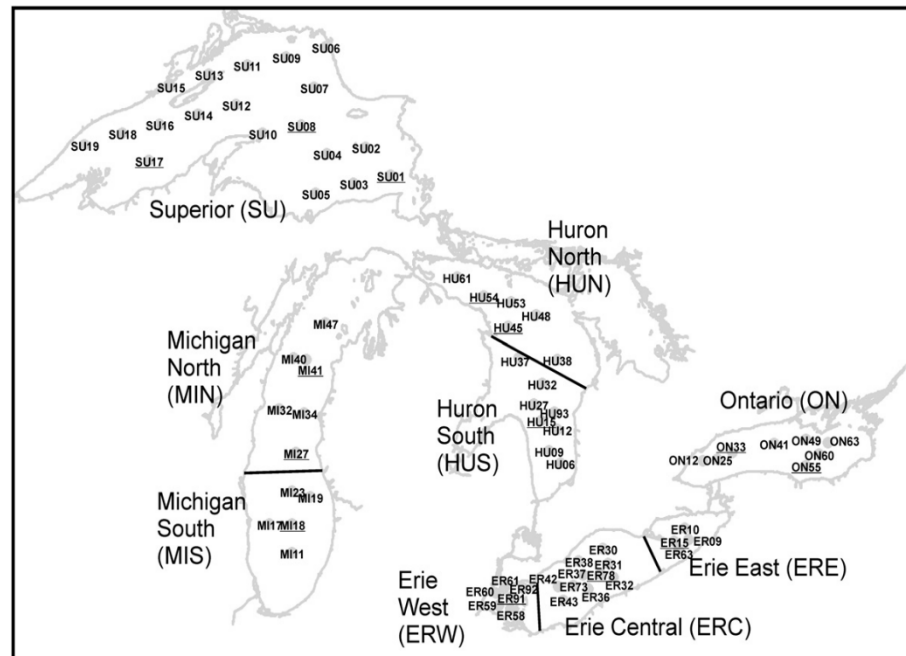 SU06
SU09
SU11
SU13
SU15
SU07
SU12
SU14
SU16
SU08
SU18
SU10
SU19
SU02
SU04
SU17
SU01
SU03
SU05
Superior (SU)
Huron
North
(HUN)
HU61
HU54
HU53
HU48
HU45
HU37
HU38
HU32
HU27
HU93
HU15
HU12
HU09
HU06
Huron
South
(HUS)
MI47
MI40
MI41
MI32
MI34
MI27
Michigan
North
(MIN)
MI23
MI19
MI17
MI18
MI11
Michigan
South
(MIS)
Ontario (ON)
ON33
ON41
ON49
ON63
ON60
ON12
ON25
ON55
ER10
ER15
ER09
ER63
Erie East (ERE)
ER30
ER38
ER31
ER37
ER78
ER42
ER73
ER32
ER43
ER36
Erie Central (ERC)
ER61
ER92
ER60
ER91
ER59
ER58
Erie
West
(ERW)